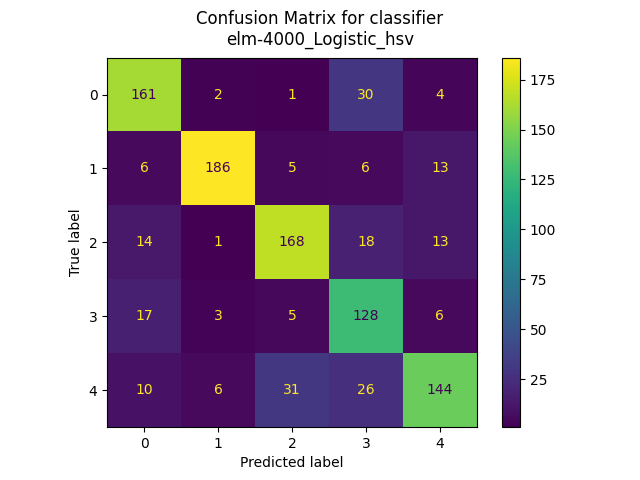 Confusion Matrix for classifier
elm-4000_Logistic_hsv
0 161 2 1 30 4
1 6 186 5 6 13
2 14 1 168 18 13
3 17 3 5 128 6
4 10 6 31 26 144
0 1 2 3 4
True label
Predicted label
175
150
125
100
75
50
25